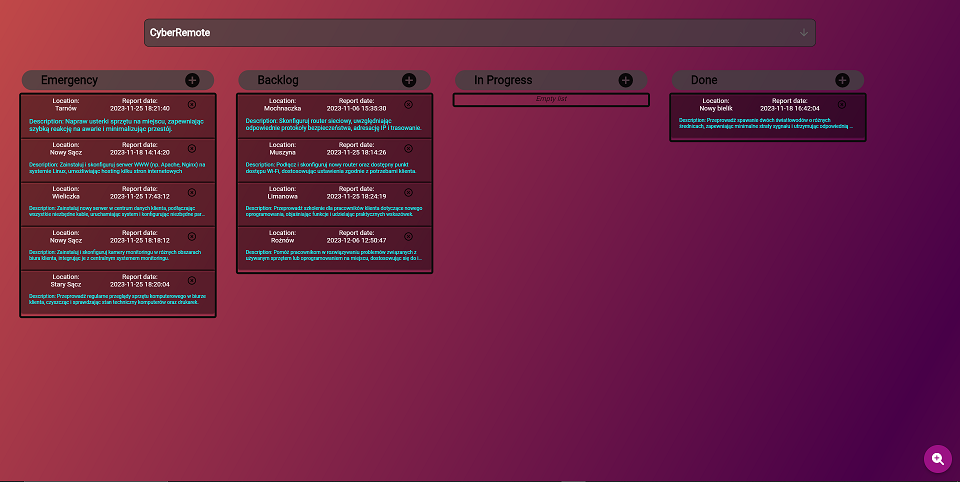 CyberRemote
Emergency
Location:
Tarnów
Report date:
2023-11-25 18:21:40
Description: Napraw usterki sprzętu na miejscu, zapewniając
szybką reakcję na awarie i minimalizując przestój.
Location:
Nowy Sącz
Report date:
2023-11-18 14:14:20
Description: Zainstaluj i skonfiguruj serwer WWW (np. Apache, Nginx) na
systemie Linux, umożliwiając hosting kilku stron internetowych
Location:
Wieliczka
Report date:
2023-11-25 17:43:12
Description: Zainstaluj nowy serwer w centrum danych klienta, podłączając
wszystkie niezbędne kable, uruchamiając system i konfigurując niezbędne par...
Location:
Nowy Sącz
Report date:
2023-11-25 18:18:12
Description: Zainstaluj i skonfiguruj kamery monitoringu w różnych obszarach
biura klienta, integrując je z centralnym systemem monitoringu.
Location:
Stary Sącz
Report date:
2023-11-25 18:20:04
Description: Przeprowadź regularne przeglądy sprzętu komputerowego w biurze
klienta, czyszcząc i sprawdzając stan techniczny komputerów oraz drukarek.
Backlog
Location:
Mochnaczka
Report date:
2023-11-06 15:35:30
Description: Skonfiguruj router sieciowy, uwzględniając
odpowiednie protokoły bezpieczeństwa, adresację IP i trasowanie.
Location:
Muszyna
Report date:
2023-11-25 18:14:26
Description: Podłącz i skonfiguruj nowy router oraz dostępny punkt
dostępu Wi-Fi, dostosowując ustawienia zgodnie z potrzebami klienta.
Location:
Limanowa
Report date:
2023-11-25 18:24:19
Description: Przeprowadź szkolenie dla pracowników klienta dotyczące nowego
oprogramowania, objaśniając funkcje i udzielając praktycznych wskazówek.
Location:
Rożnów
Report date:
2023-12-06 12:50:47
Description: Pomóż pracownikom w rozwiązywaniu problemów związanych z
używanym sprzętem lub oprogramowaniem na miejscu, dostosowując się do i...
In Progress
Empty list
Done
Location:
Nowy bielik
Report date:
2023-11-18 16:42:04
Description: Przeprowadź spawanie dwóch światłowodów o różnych
średnicach, zapewniając minimalne straty sygnału i utrzymując odpowiednią ...